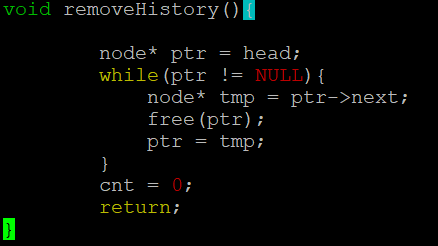 void removeHistory(){
node* ptr = head;
while(ptr != NULL){
node* tmp = ptr->next;
free(ptr);
ptr = tmp;
}
cnt = 0;
return;
}